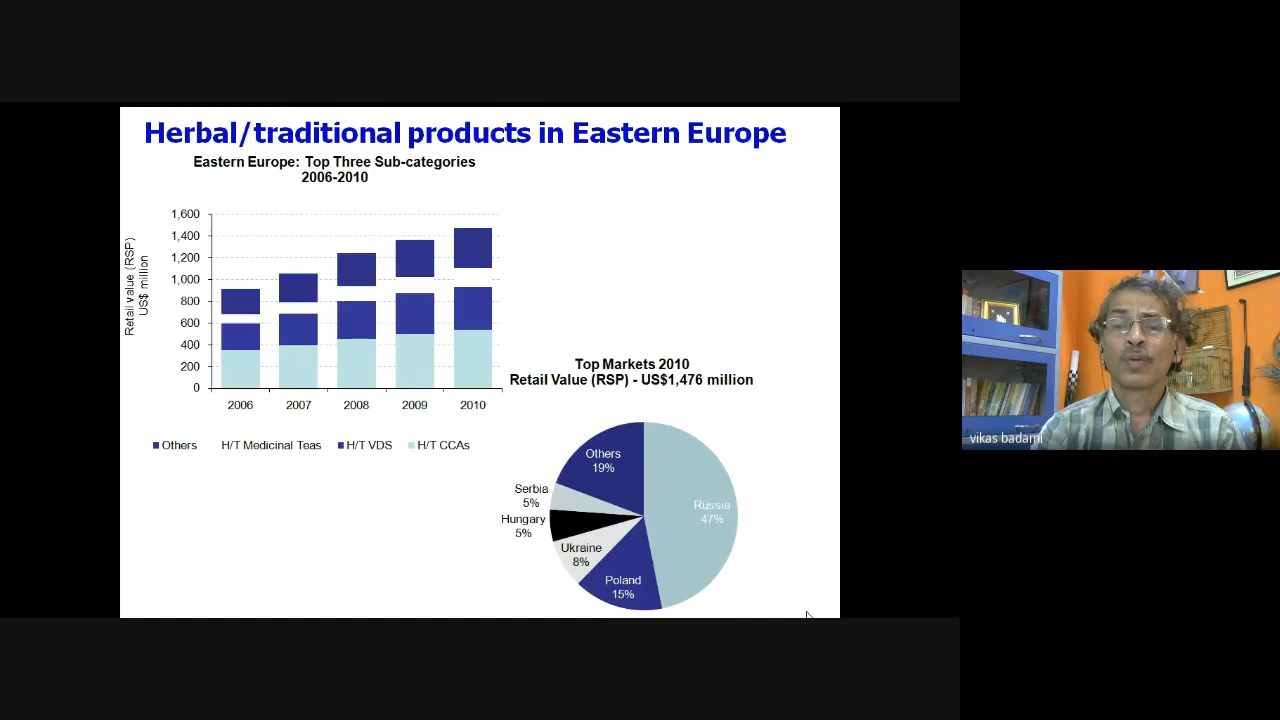 Herbal/traditional products in Eastern Europe
Eastern Europe: Top Three Sub-categories
2006-2010
Retail value (RSP)
US$ million
1,600
1,400
1,200
1,000
800
600
400
200
0
2006 2007 2008 2009 2010
Others H/T Medicinal Teas H/T VDS H/T CCAs
Top Markets 2010
Retail Value (RSP) - US$1,476 million
Others
19%
Serbia
5%
Hungary
5%
Ukraine
8%
Poland
15%
Russia
47%
vikas badami